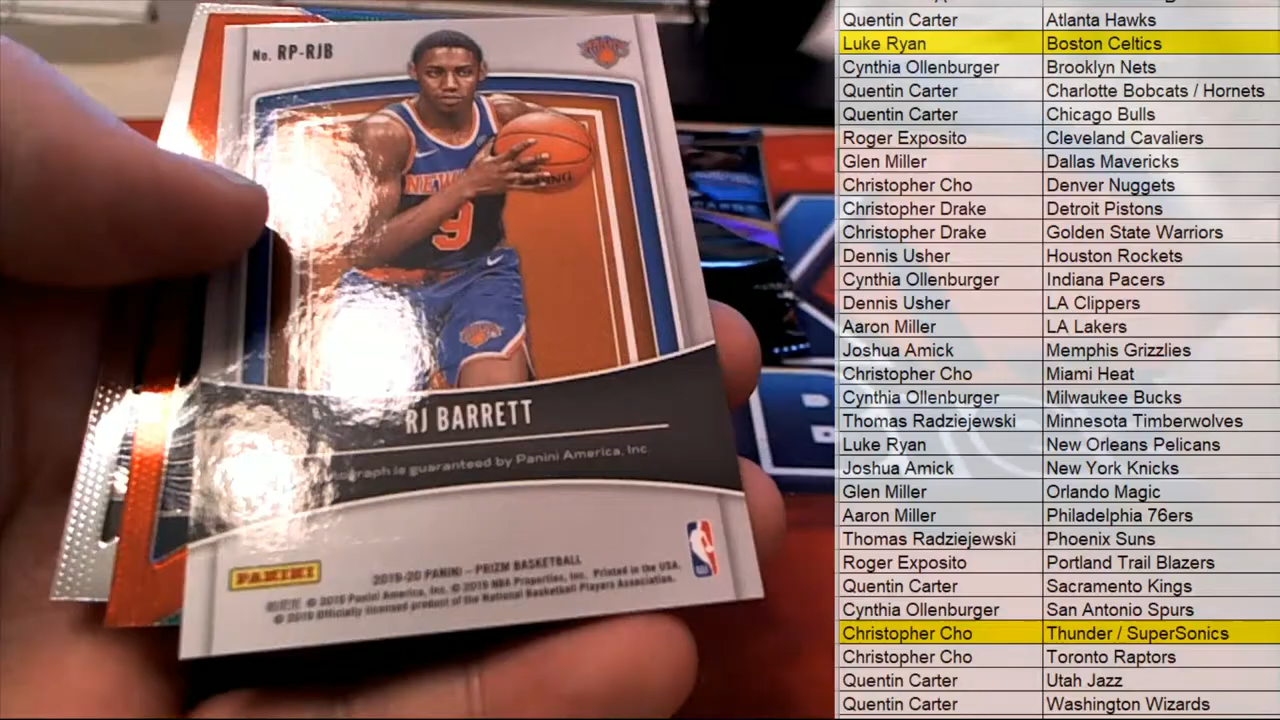 No. RP-RJB
NEW
9
RJ BARRETT
is guaranteed by Panini America, Inc.
PANINI
2019-20 PANINI – PRIZM BASKETBALL
© 2019 Panini America, Inc. © 2019 NBA Properties, Inc. Printed in the USA.
© 2019 Officially licensed product of the National Basketball Players Association.
Quentin Carter Atlanta Hawks
Luke Ryan Boston Celtics
Cynthia Ollenburger Brooklyn Nets
Quentin Carter Charlotte Bobcats / Hornets
Quentin Carter Chicago Bulls
Roger Exposito Cleveland Cavaliers
Glen Miller Dallas Mavericks
Christopher Cho Denver Nuggets
Christopher Drake Detroit Pistons
Christopher Drake Golden State Warriors
Dennis Usher Houston Rockets
Cynthia Ollenburger Indiana Pacers
Dennis Usher LA Clippers
Aaron Miller LA Lakers
Joshua Amick Memphis Grizzlies
Christopher Cho Miami Heat
Cynthia Ollenburger Milwaukee Bucks
Thomas Radziejewski Minnesota Timberwolves
Luke Ryan New Orleans Pelicans
Joshua Amick New York Knicks
Glen Miller Orlando Magic
Aaron Miller Philadelphia 76ers
Thomas Radziejewski Phoenix Suns
Roger Exposito Portland Trail Blazers
Quentin Carter Sacramento Kings
Cynthia Ollenburger San Antonio Spurs
Christopher Cho Thunder / SuperSonics
Christopher Cho Toronto Raptors
Quentin Carter Utah Jazz
Quentin Carter Washington Wizards